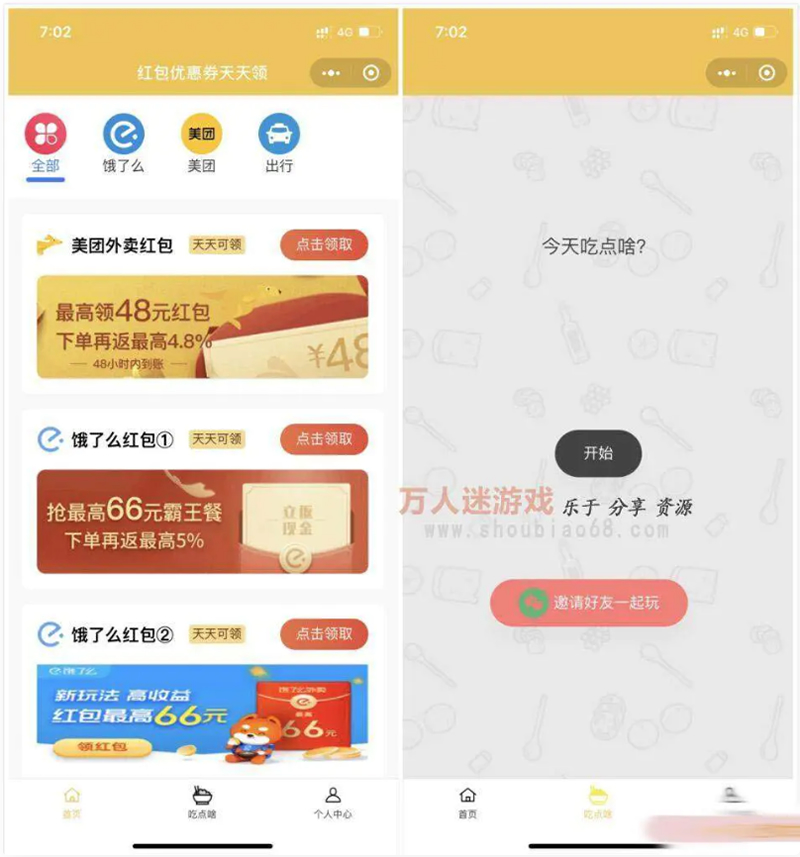 7:02
4G
红包优惠券天天领
全部
饿了么
美团
美团
出行
美团外卖红包
天天可领
点击领取
最高领48元红包
下单再返最高4.8%
48小时内到账
¥48
饿了么红包①
天天可领
点击领取
抢最高66元霸王餐
下单再返最高5%
立返
现金
饿了么红包②
天天可领
点击领取
饿了么
新玩法 高收益
红包最高66元
领红包
饿了么外卖
最高
66元
首页
吃点啥
个人中心
7:02
4G
今天吃点啥?
开始
万人迷游戏
乐于 分享 资源
www.shoubiao68.com
邀请好友一起玩
首页
吃点啥